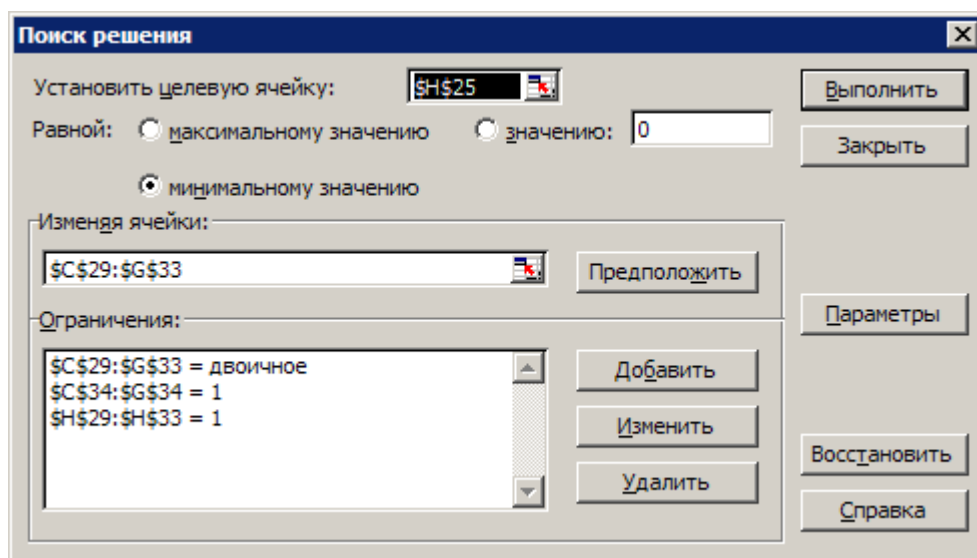 Поиск решения
Установить целевую ячейку: $H$25
Выполнить
Равной: максимальному значению значению: 0
Закрыть
минимальному значению
Изменяя ячейки:
$C$29:$G$33
Предположить
Параметры
Ограничения:
$C$29:$G$33 = двоичное
$C$34:$G$34 = 1
$H$29:$H$33 = 1
Добавить
Изменить
Удалить
Восстановить
Справка